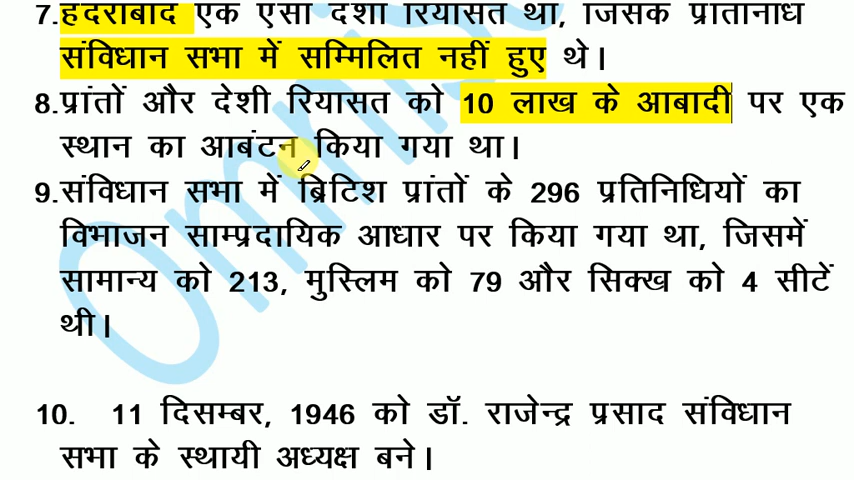 7.हैदराबाद एक ऐसी देशी रियासत थी, जिसके प्रतिनिधि
संविधान सभा में सम्मिलित नहीं हुए थे।
8.प्रांतों और देशी रियासत को 10 लाख के आबादी पर एक
स्थान का आबंटन किया गया था।
9.संविधान सभा में ब्रिटिश प्रांतों के 296 प्रतिनिधियों का
विभाजन साम्प्रदायिक आधार पर किया गया था, जिसमें
सामान्य को 213, मुस्लिम को 79 और सिक्ख को 4 सीटें
थी।
10. 11 दिसम्बर, 1946 को डॉ. राजेन्द्र प्रसाद संविधान
सभा के स्थायी अध्यक्ष बने।